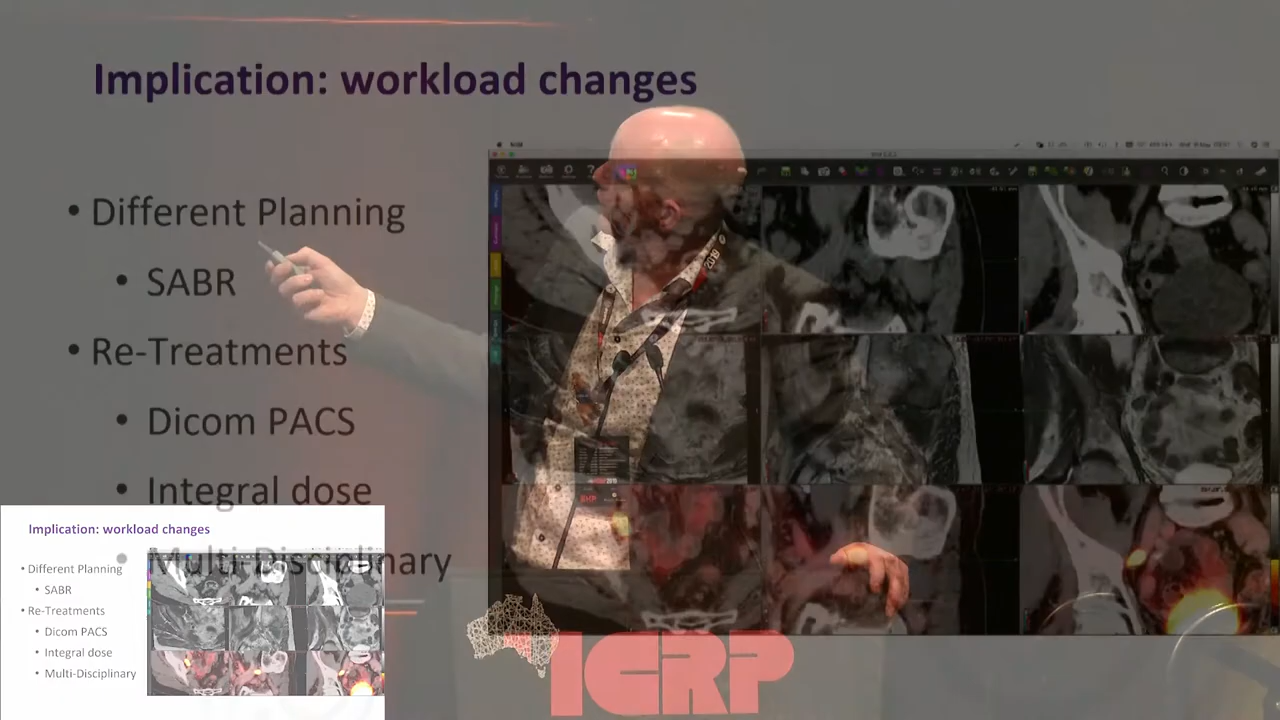 Implication: workload changes
• Different Planning
• SABR
• Re-Treatments
• Dicom PACS
• Integral dose
• Multi-Disciplinary
2019
Implication: workload changes
• Different Planning
• SABR
• Re-Treatments
• Dicom PACS
• Integral dose
• Multi-Disciplinary
ICRP